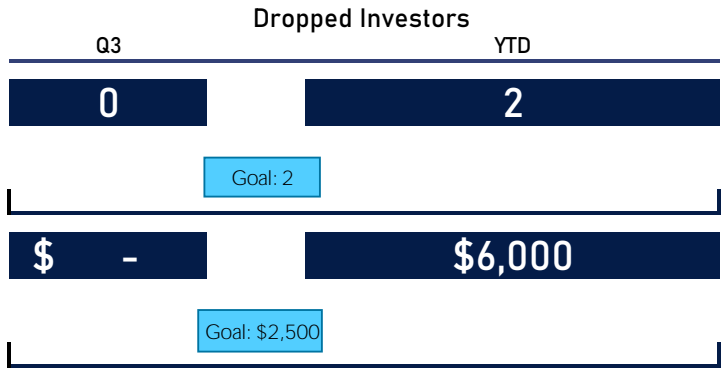 Dropped Investors
Q3 YTD
0 2
Goal: 2
$ - $6,000
Goal: $2,500